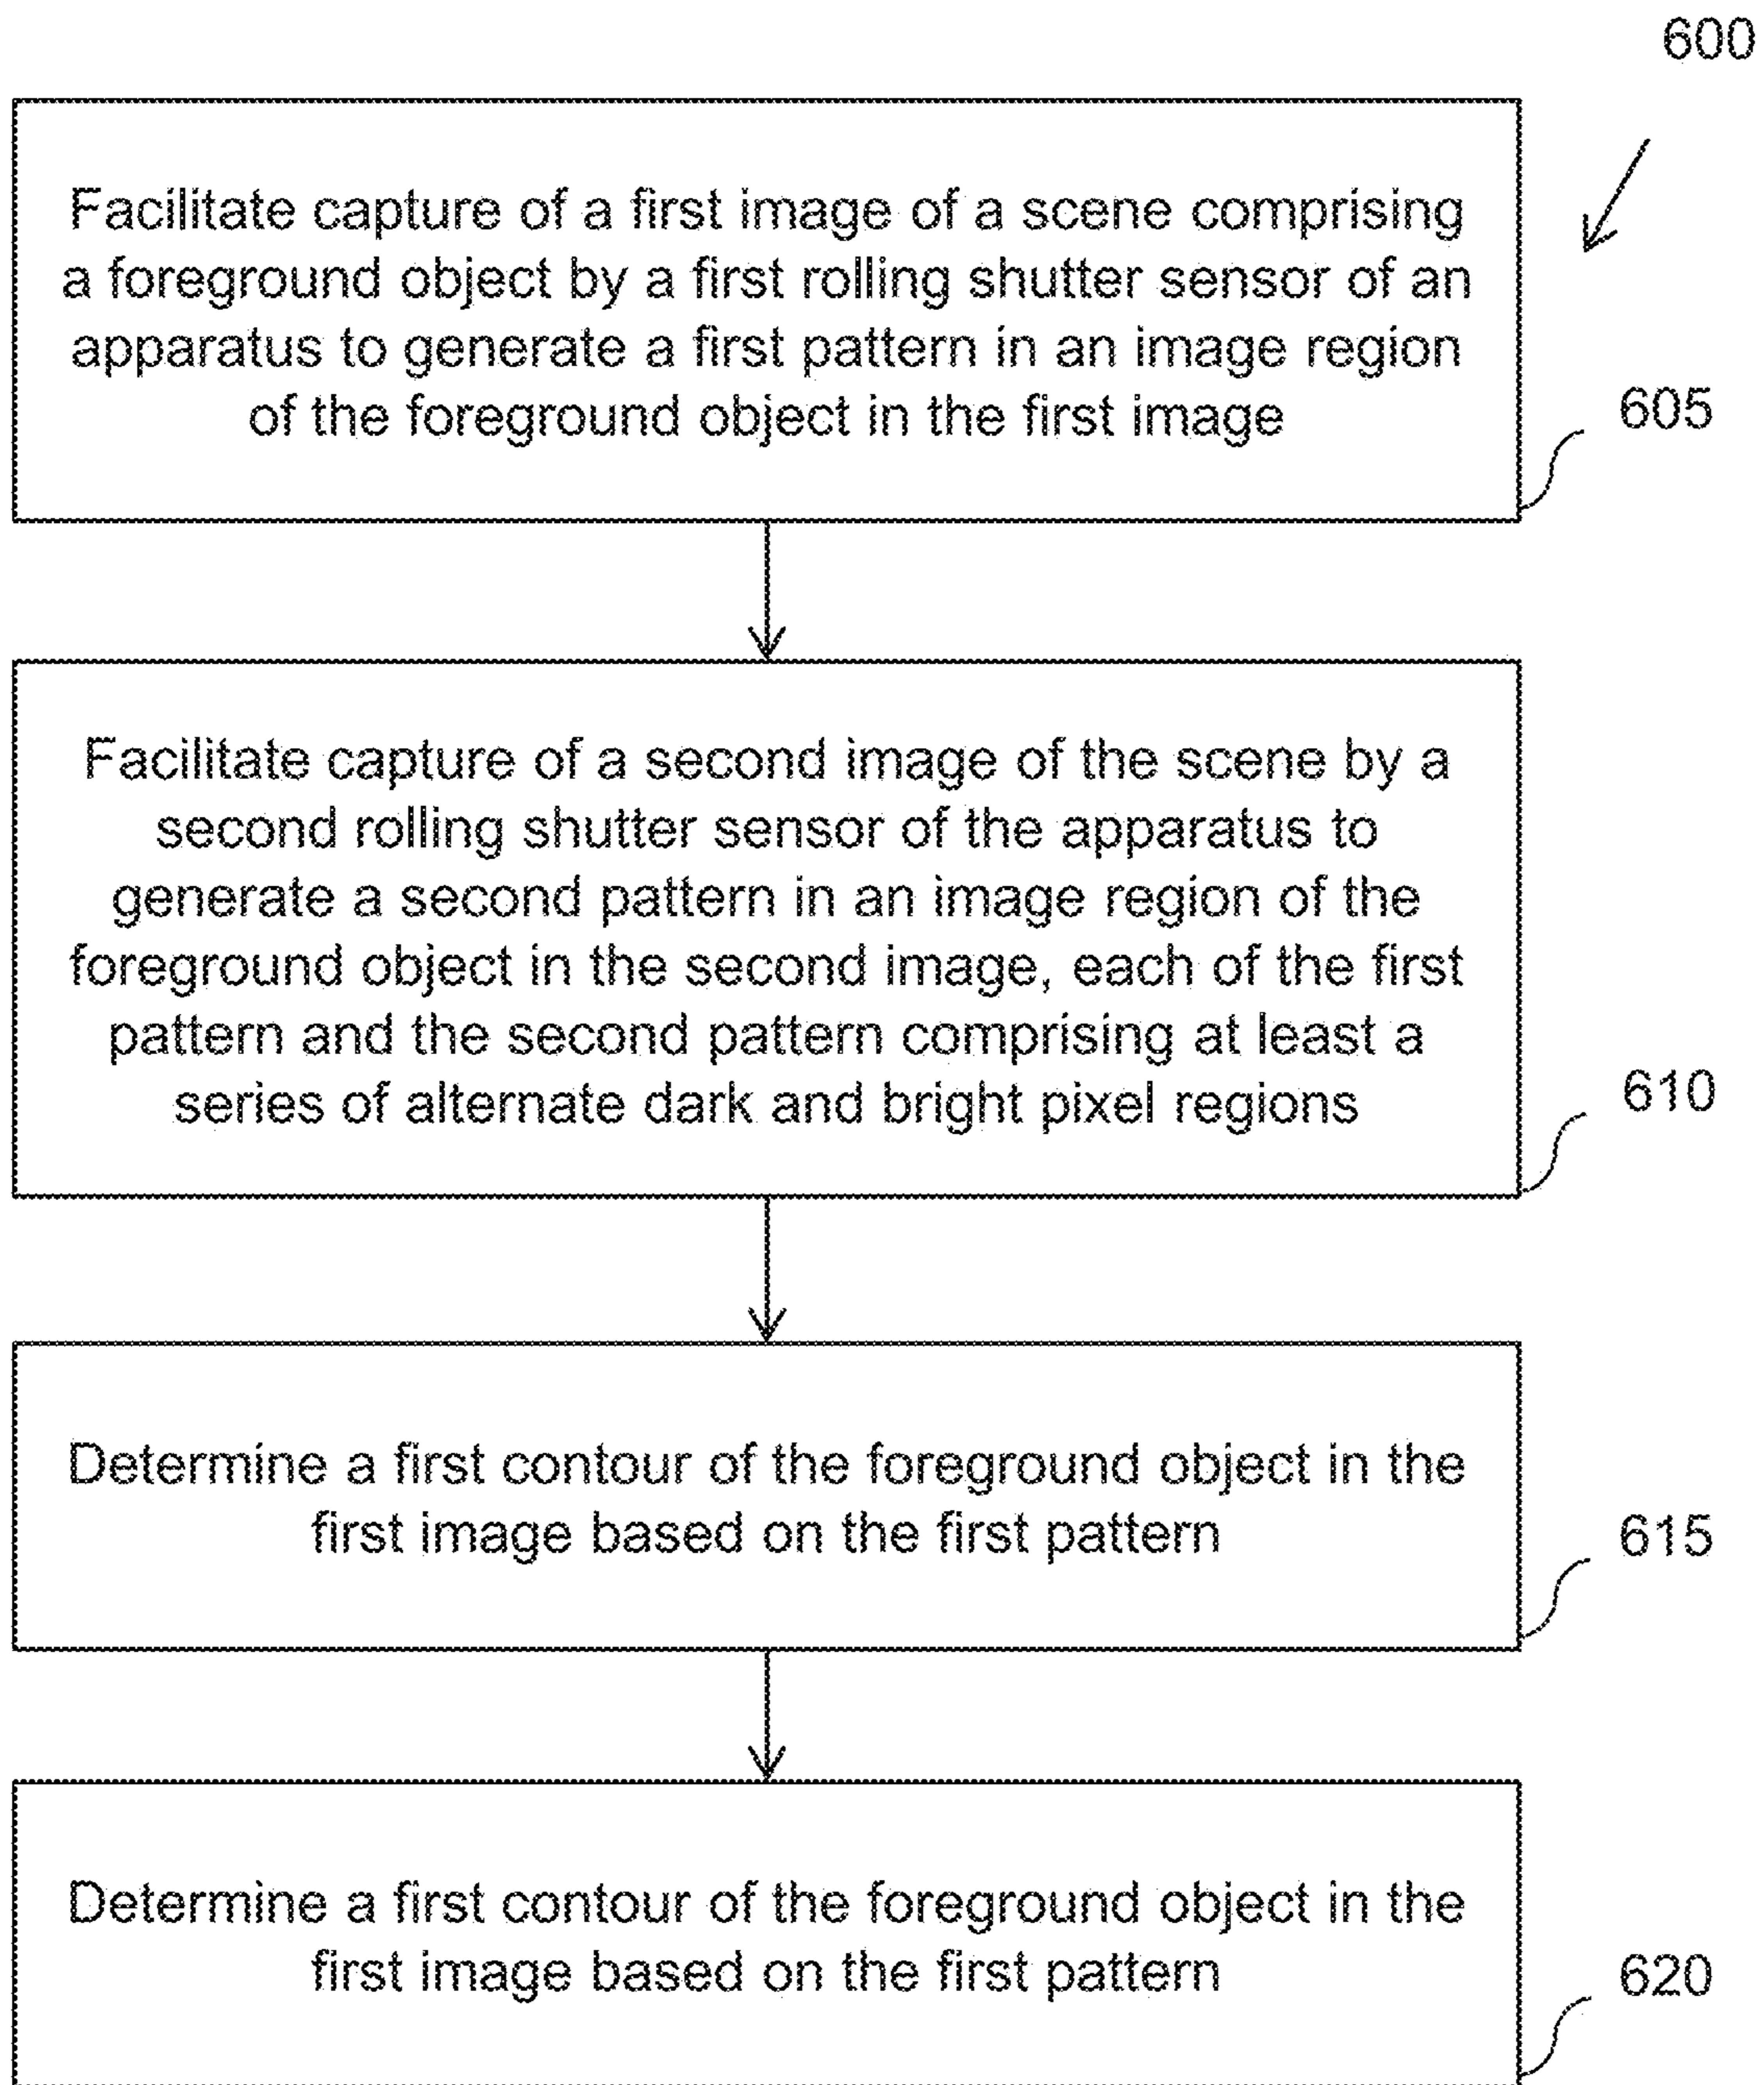 600
Facilitate capture of a first image of a scene comprising
a foreground object by a first rolling shutter sensor of an
apparatus to generate a first pattern in an image region
of the foreground object in the first image
605
Facilitate capture of a second image of the scene by a
second rolling shutter sensor of the apparatus to
generate a second pattern in an image region of the
foreground object in the second image, each of the first
pattern and the second pattern comprising at least a
series of alternate dark and bright pixel regions
610
Determine a first contour of the foreground object in the
first image based on the first pattern
615
Determine a first contour of the foreground object in the
first image based on the first pattern
620